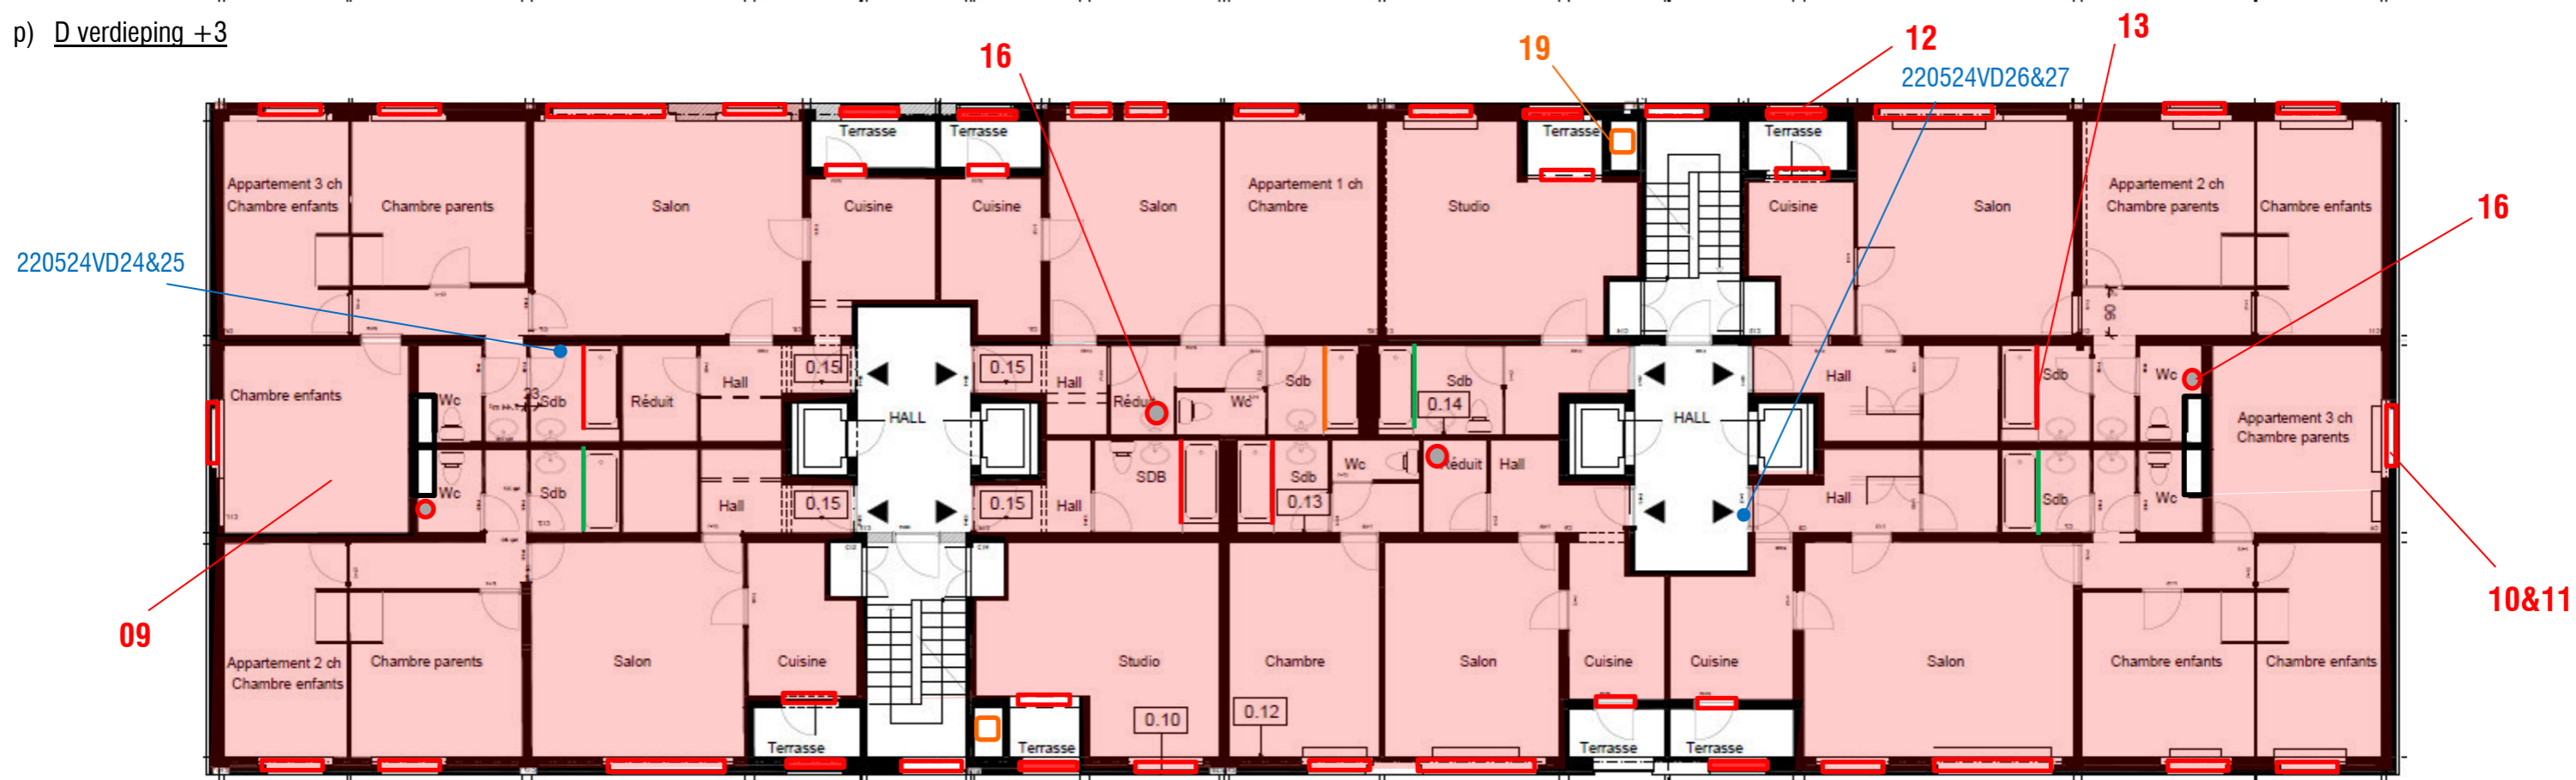 p) D verdieping +3
16
19
12
13
220524VD26&27
Terrasse
Terrasse
Terrasse
Terrasse
Appartement 3 ch
Chambre enfants
Chambre parents
Salon
Cuisine
Cuisine
Salon
Appartement 1 ch
Chambre
Studio
Cuisine
Salon
Appartement 2 ch
Chambre parents
Chambre enfants
16
220524VD24&25
90
Chambre enfants
Wc
23
Sdb
Réduit
Hall
0.15
HALL
0.15
Hall
Réduit
Wc
Sdb
Sdb
0.14
HALL
Hall
Sdb
Wc
Appartement 3 ch
Chambre parents
Wc
Sdb
Hall
0.15
0.15
Hall
SDB
Sdb
0.13
Wc
Réduit
Hall
Hall
Sdb
Wc
09
10&11
Appartement 2 ch
Chambre enfants
Chambre parents
Salon
Cuisine
Studio
Chambre
Salon
Cuisine
Cuisine
Salon
Chambre enfants
Chambre enfants
0.10
0.12
Terrasse
Terrasse
Terrasse
Terrasse